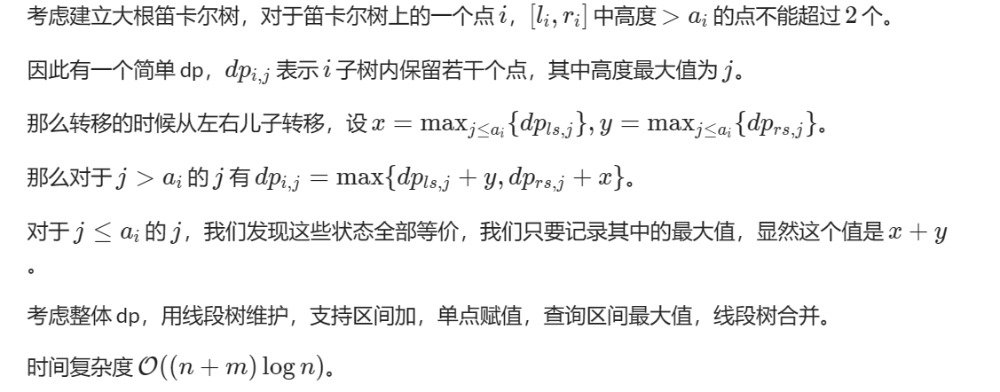 考虑建立大根笛卡尔树，对于笛卡尔树上的一个点 $i$，$[l_i, r_i]$ 中高度 $> a_i$ 的点不能超过 2 个。
因此有一个简单 dp，$dp_{i,j}$ 表示 $i$ 子树内保留若干个点，其中高度最大值为 $j$。
那么转移的时候从左右儿子转移，设 $x = \max_{j \leq a_i}\{dp_{ls,j}\}, y = \max_{j \leq a_i}\{dp_{rs,j}\}$。
那么对于 $j > a_i$ 的 $j$ 有 $dp_{i,j} = \max\{dp_{ls,j} + y, dp_{rs,j} + x\}$。
对于 $j \leq a_i$ 的 $j$，我们发现这些状态全部等价，我们只要记录其中的最大值，显然这个值是 $x + y$
。
考虑整体 dp，用线段树维护，支持区间加，单点赋值，查询区间最大值，线段树合并。
时间复杂度 $\mathcal{O}((n + m) \log n)$。